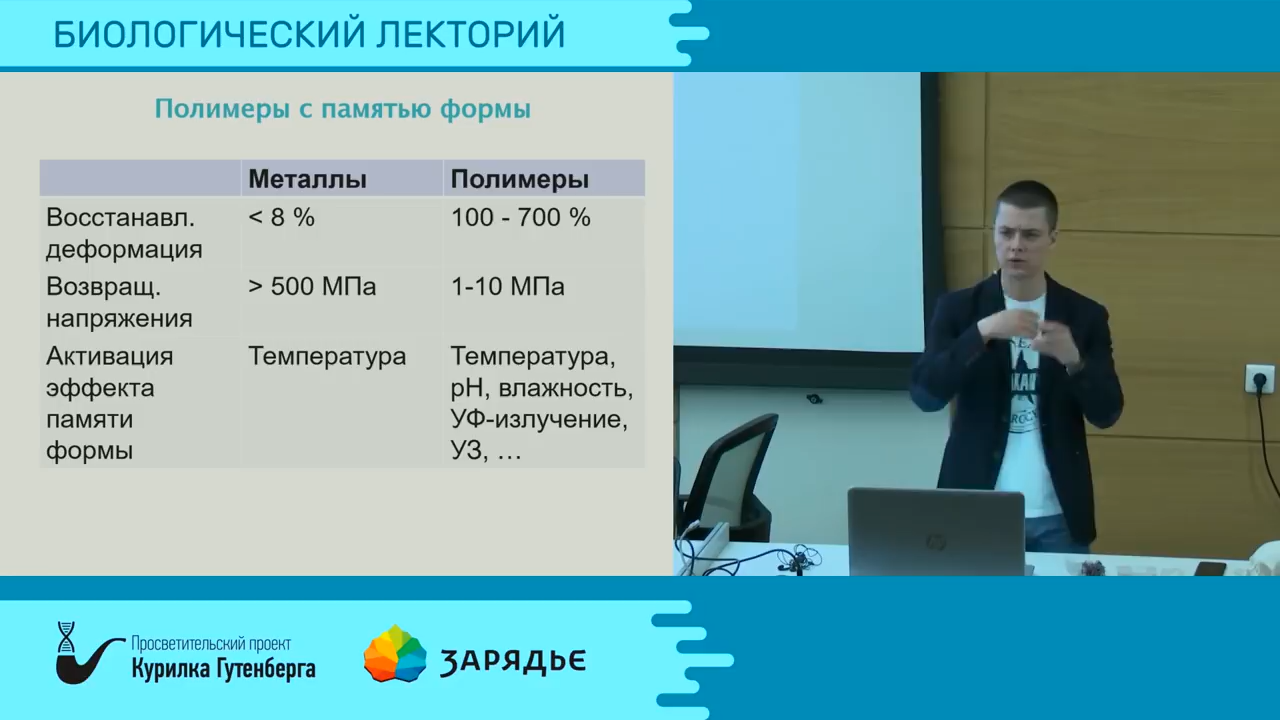 БИОЛОГИЧЕСКИЙ ЛЕКТОРИЙ
Полимеры с памятью формы
Металлы
Полимеры
Восстанавл.
деформация
< 8 %
100 - 700 %
Возвращ.
напряжения
> 500 МПа
1-10 МПа
Активация
эффекта
памяти
формы
Температура
Температура,
pH, влажность,
УФ-излучение,
УЗ, …
Просветительский проект
Курилка Гутенберга
ЗАРЯДЬЕ